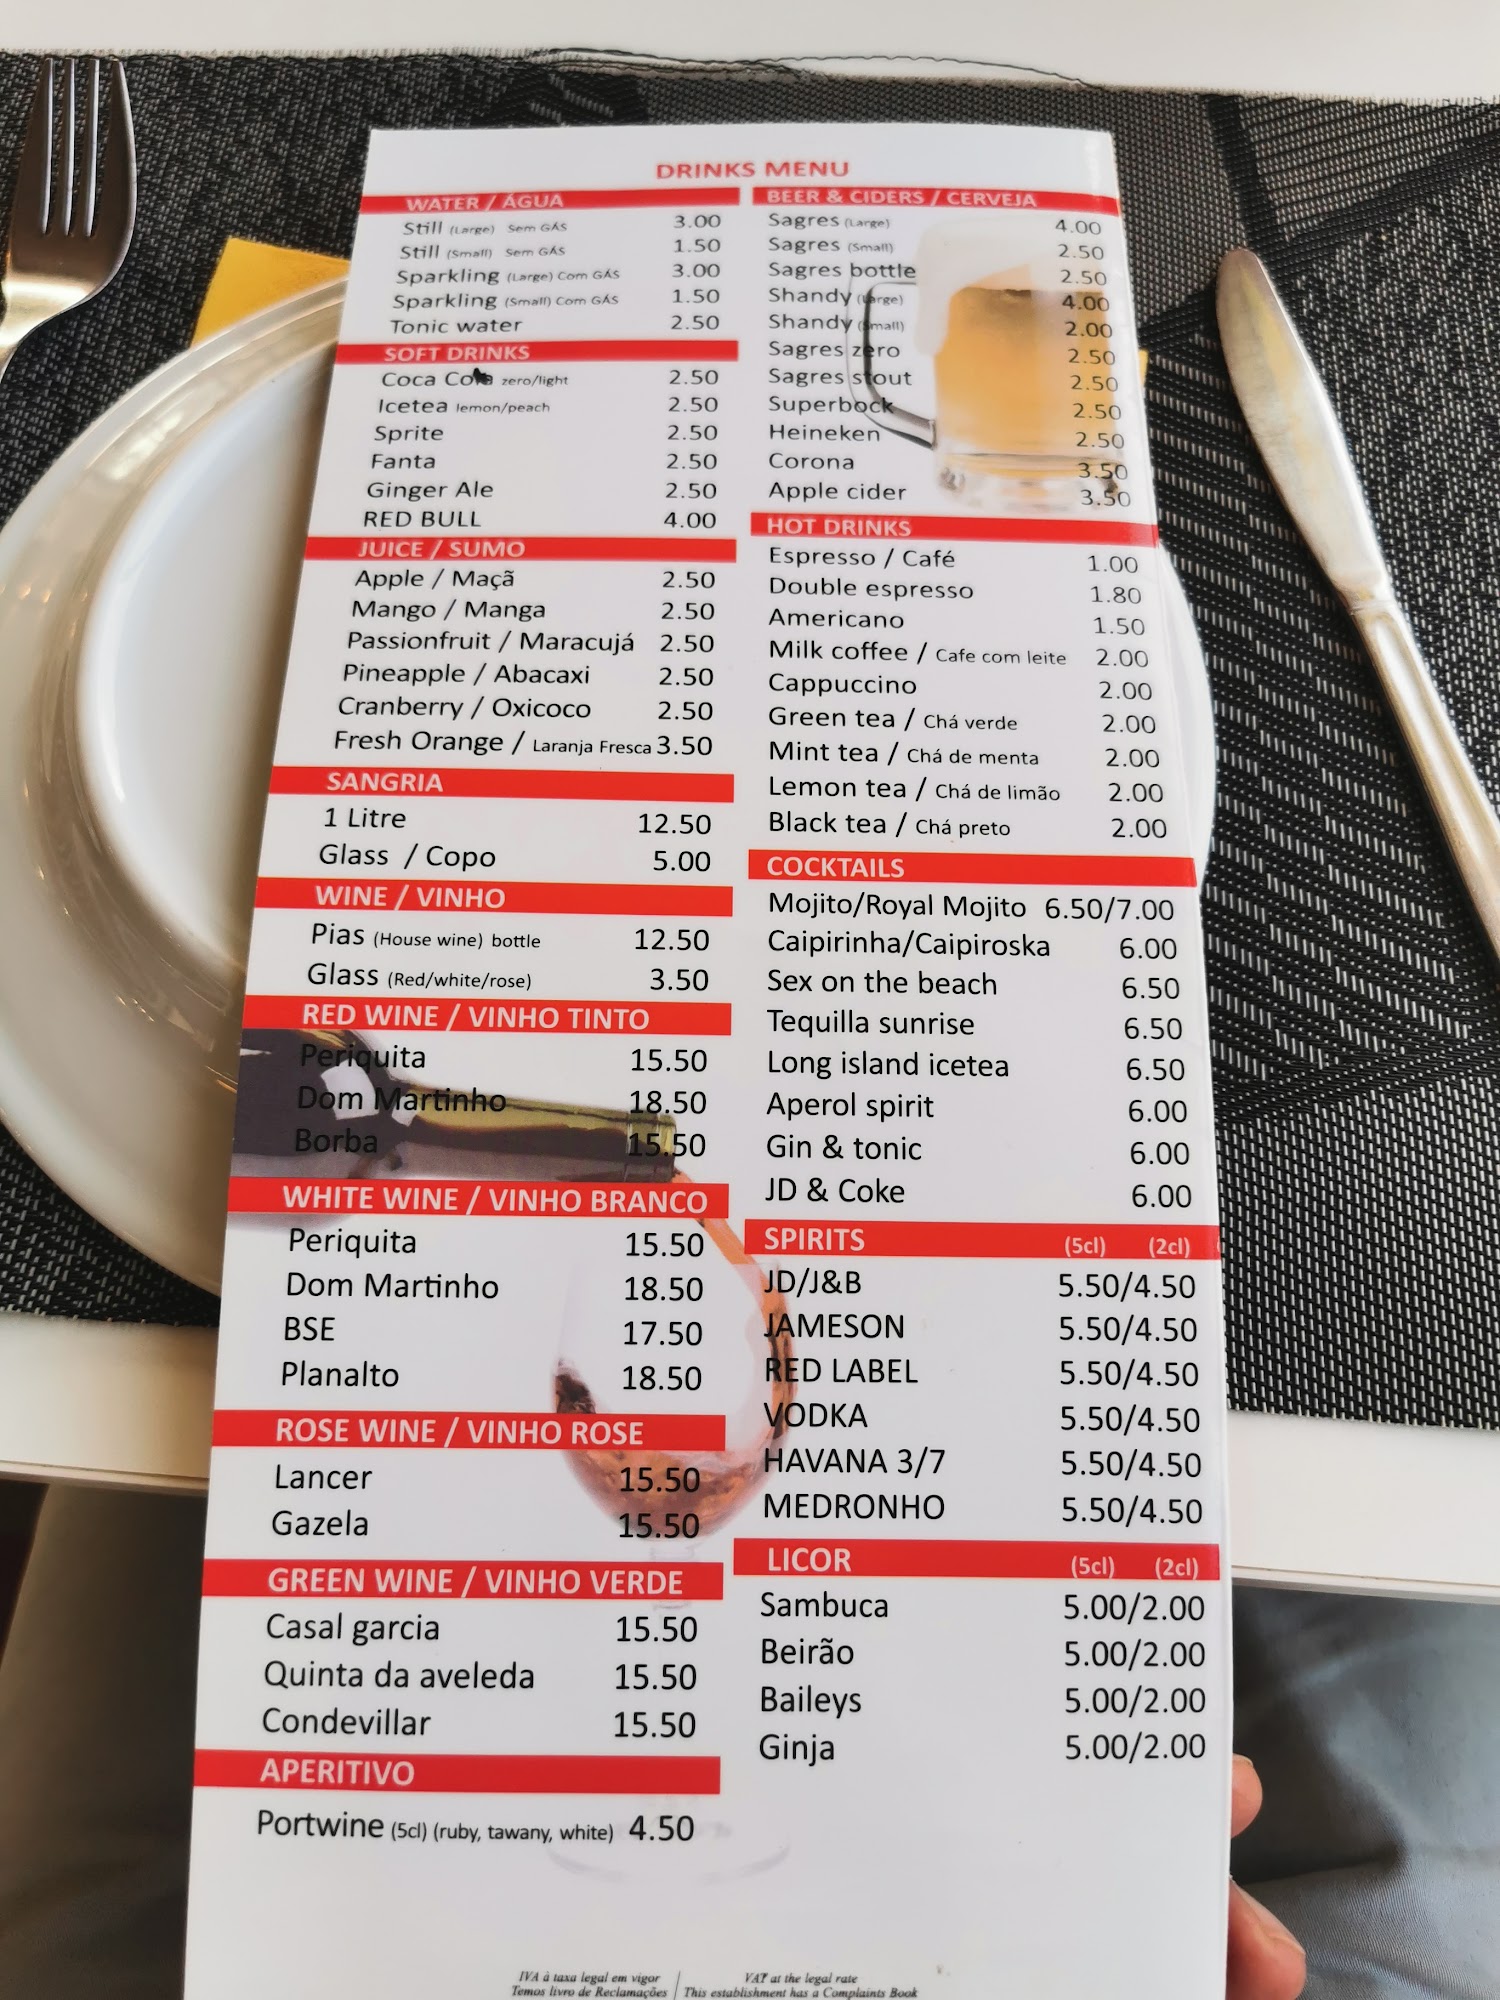 DRINKS MENU
WATER / ÁGUA
Still (Large) Sem GÁS 3.00
Still (Small) Sem GÁS 1.50
Sparkling (Large) Com GÁS 3.00
Sparkling (Small) Com GÁS 1.50
Tonic water 2.50
SOFT DRINKS
Coca Cola zero/light 2.50
Icetea lemon/peach 2.50
Sprite 2.50
Fanta 2.50
Ginger Ale 2.50
RED BULL 4.00
JUICE / SUMO
Apple / Maçã 2.50
Mango / Manga 2.50
Passionfruit / Maracujá 2.50
Pineapple / Abacaxi 2.50
Cranberry / Oxicoco 2.50
Fresh Orange / Laranja Fresca 3.50
SANGRIA
1 Litre 12.50
Glass / Copo 5.00
WINE / VINHO
Pias (House wine) bottle 12.50
Glass (Red/white/rose) 3.50
RED WINE / VINHO TINTO
Periquita 15.50
Dom Martinho 18.50
Borba 15.50
WHITE WINE / VINHO BRANCO
Periquita 15.50
Dom Martinho 18.50
BSE 17.50
Planalto 18.50
ROSE WINE / VINHO ROSE
Lancer 15.50
Gazela 15.50
GREEN WINE / VINHO VERDE
Casal garcia 15.50
Quinta da aveleda 15.50
Condevillar 15.50
APERITIVO
Portwine (5cl) (ruby, tawany, white) 4.50
BEER & CIDERS / CERVEJA
Sagres (Large) 4.00
Sagres (Small) 2.50
Sagres bottle 2.50
Shandy (Large) 4.00
Shandy (Small) 2.00
Sagres zero 2.50
Sagres stout 2.50
Superbock 2.50
Heineken 2.50
Corona 3.50
Apple cider 3.50
HOT DRINKS
Espresso / Café 1.00
Double espresso 1.80
Americano 1.50
Milk coffee / Cafe com leite 2.00
Cappuccino 2.00
Green tea / Chá verde 2.00
Mint tea / Chá de menta 2.00
Lemon tea / Chá de limão 2.00
Black tea / Chá preto 2.00
COCKTAILS
Mojito/Royal Mojito 6.50/7.00
Caipirinha/Caipiroska 6.00
Sex on the beach 6.50
Tequilla sunrise 6.50
Long island icetea 6.50
Aperol spirit 6.00
Gin & tonic 6.00
JD & Coke 6.00
SPIRITS (5cl) (2cl)
JD/J&B 5.50/4.50
JAMESON 5.50/4.50
RED LABEL 5.50/4.50
VODKA 5.50/4.50
HAVANA 3/7 5.50/4.50
MEDRONHO 5.50/4.50
LICOR (5cl) (2cl)
Sambuca 5.00/2.00
Beirão 5.00/2.00
Baileys 5.00/2.00
Ginja 5.00/2.00
IVA à taxa legal em vigor
Temos livro de Reclamações
VAT at the legal rate
This establishment has a Complaints Book